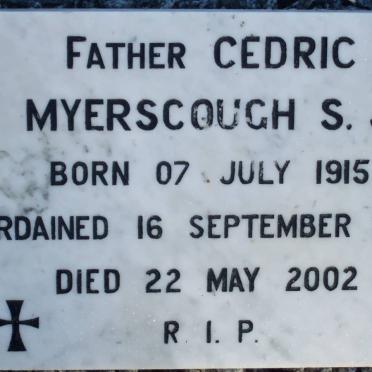 FATHER CEDRIC
MYERSCOUGH S.
BORN 07 JULY 1915
RDAINED 16 SEPTEMBER
DIED 22 MAY 2002
R.I.P.